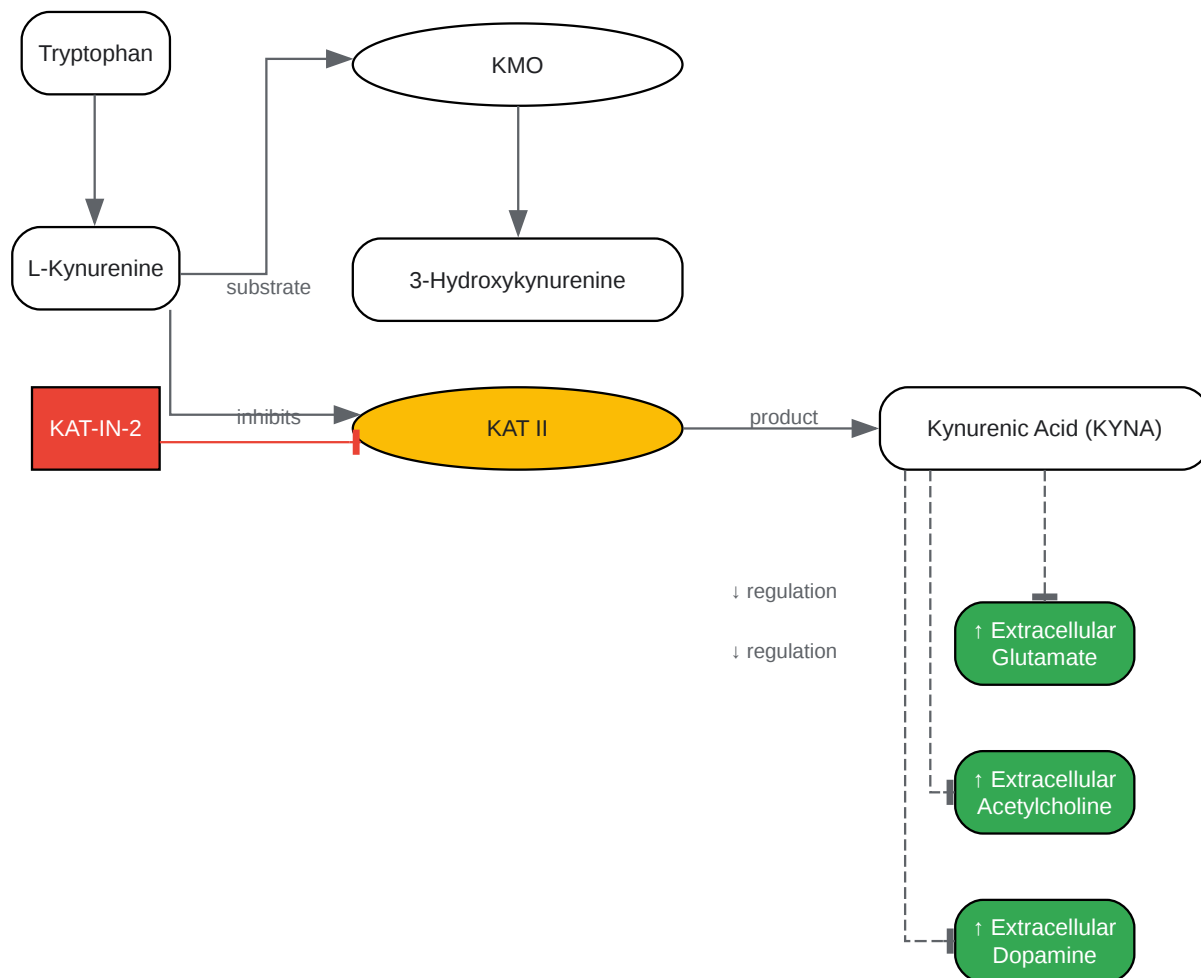 Tryptophan
KMO
L-Kynurenine
substrate
3-Hydroxykynurenine
KAT-IN-2
inhibits
KAT II
product
Kynurenic Acid (KYNA)
↓ regulation
↓ regulation
↑ Extracellular
Glutamate
↑ Extracellular
Acetylcholine
↑ Extracellular
Dopamine